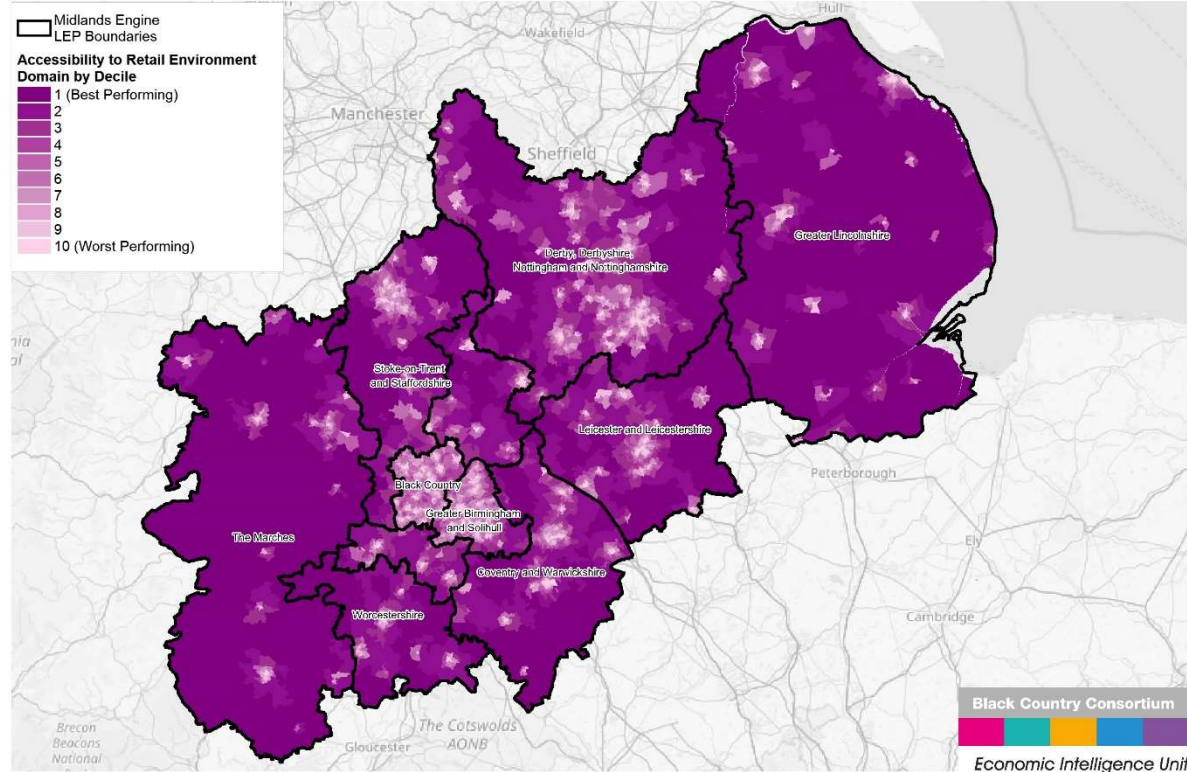 Midlands Engine
LEP Boundaries
Accessibility to Retail Environment
Domain by Decile
1 (Best Performing)
2
3
4
5
6
7
8
9
10 (Worst Performing)
Hull
Wakefield
Manchester
Sheffield
Greater Lincolnshire
Derby, Derbyshire,
Nottingham and Nottinghamshire
Stoke-on-Trent
and Staffordshire
Leicester and Leicestershire
Peterborough
Black Country
Greater Birmingham
and Solihull
The Marches
Ely
Coventry and Warwickshire
Worcestershire
Cambridge
The Cotswolds
AONB
Gloucester
Brecon
Beacons
National
Black Country Consortium
Economic Intelligence Unit